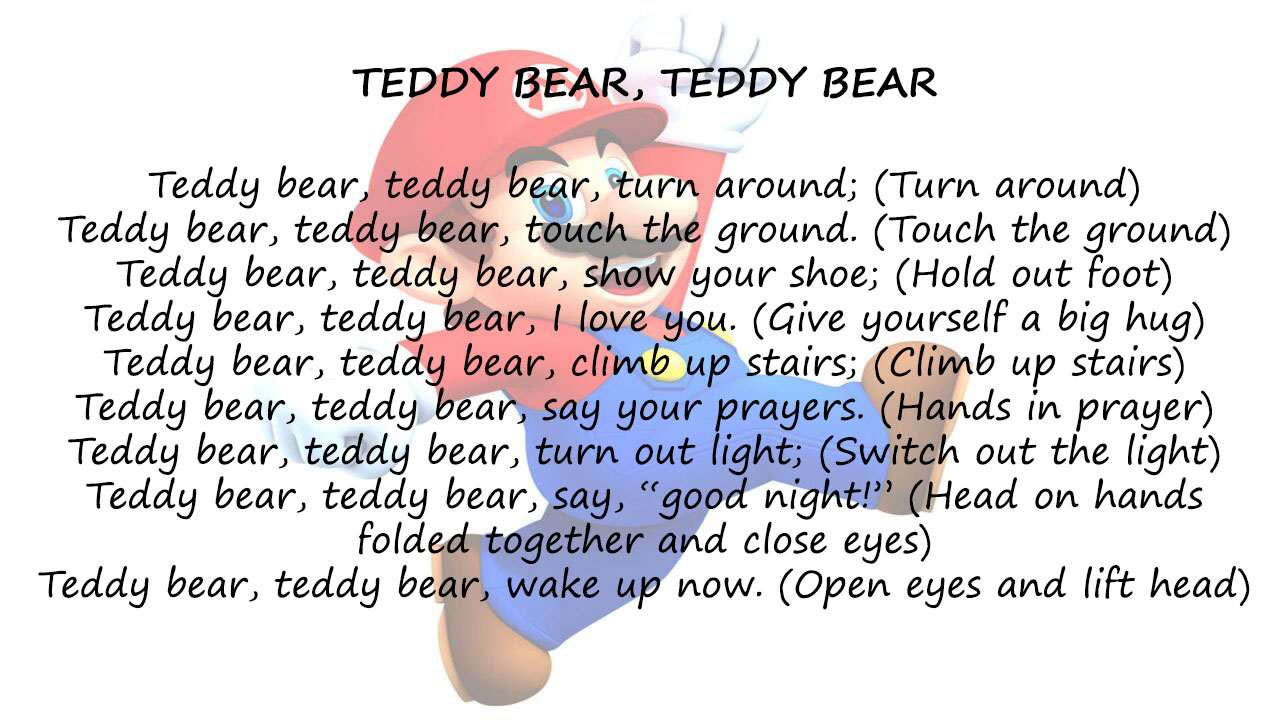 TEDDY BEAR, TEDDY BEAR
Teddy bear, teddy bear, turn around; (Turn around)
Teddy bear, teddy bear, touch the ground. (Touch the ground)
Teddy bear, teddy bear, show your shoe; (Hold out foot)
Teddy bear, teddy bear, I love you. (Give yourself a big hug)
Teddy bear, teddy bear, climb up stairs; (Climb up stairs)
Teddy bear, teddy bear, say your prayers. (Hands in prayer)
Teddy bear, teddy bear, turn out light; (Switch out the light)
Teddy bear, teddy bear, say, “good night!” (Head on hands
folded together and close eyes)
Teddy bear, teddy bear, wake up now. (Open eyes and lift head)